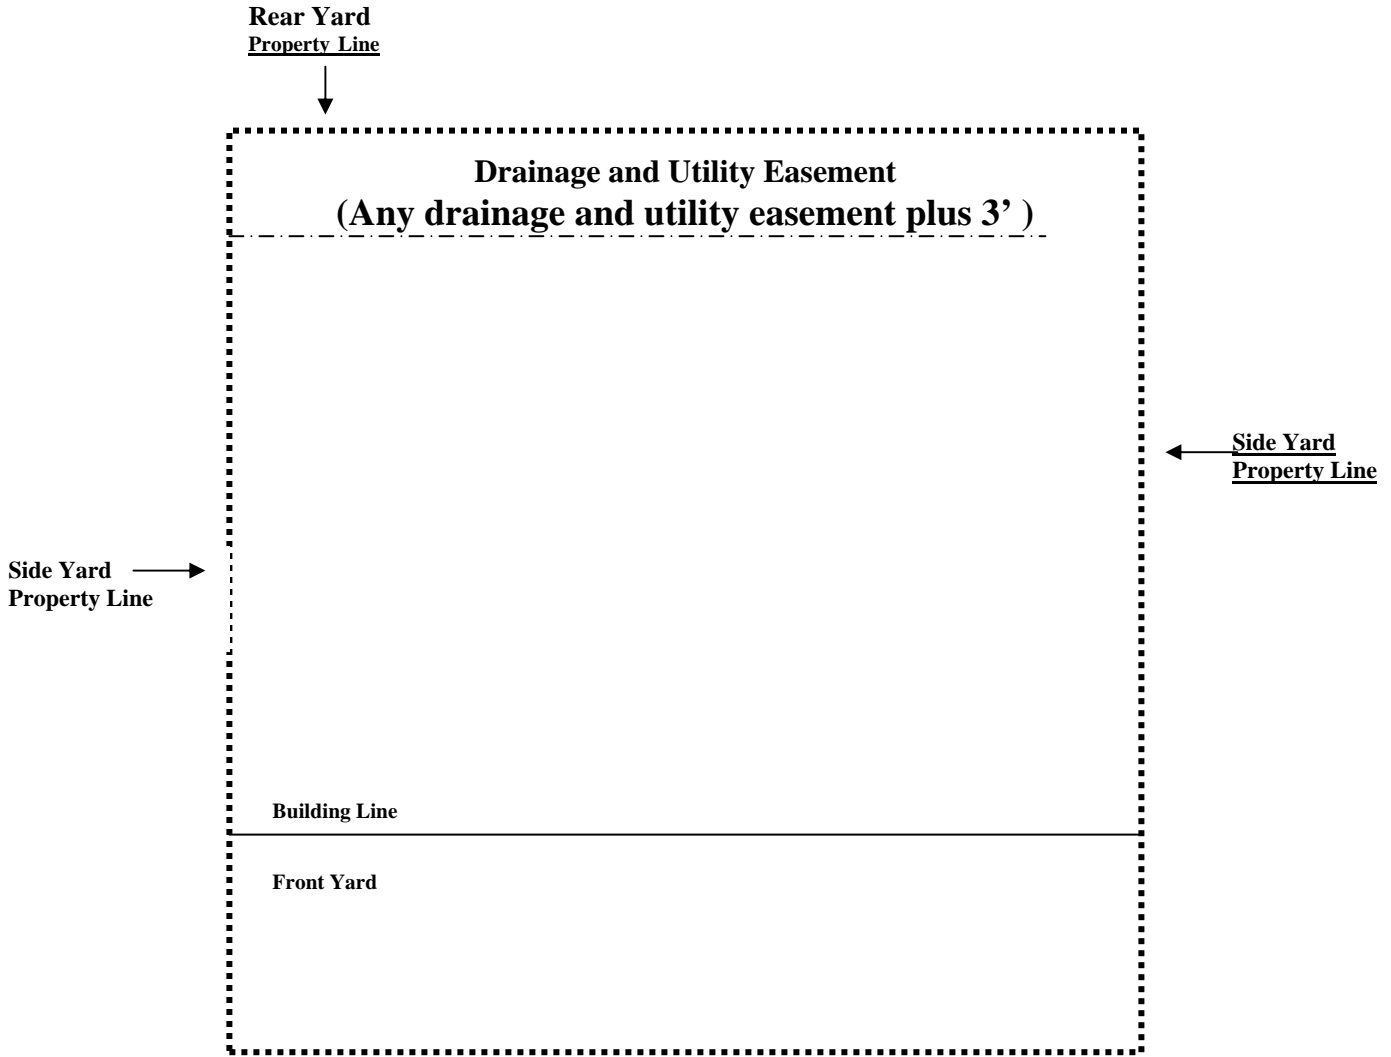 Rear Yard
Property Line
Drainage and Utility Easement
(Any drainage and utility easement plus 3’ )
Side Yard
Property Line
Side Yard
Property Line
Building Line
Front Yard